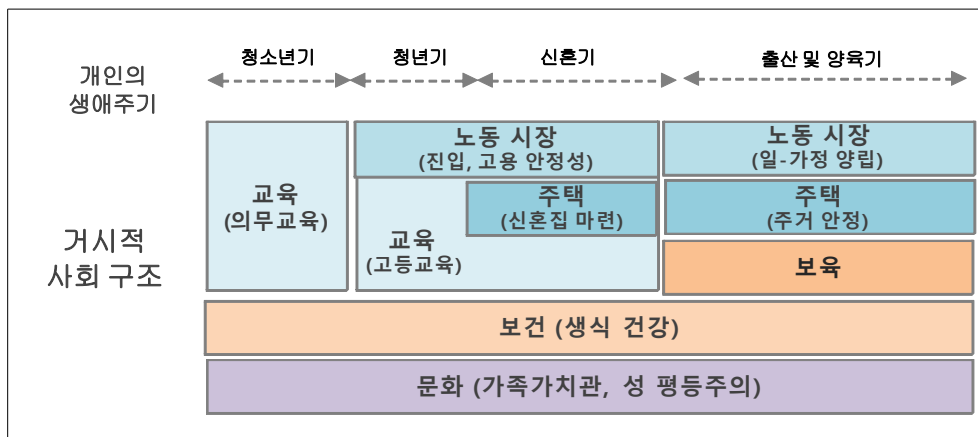 청소년기 청년기 신혼기 출산 및 양육기
개인의
생애주기
노동 시장
(진입, 고용 안정성)
노동 시장
(일-가정 양립)
교육
(의무교육)
주택
(신혼집 마련)
주택
(주거 안정)
교육
(고등교육)
거시적
사회 구조
보육
보건 (생식 건강)
문화 (가족가치관, 성 평등주의)